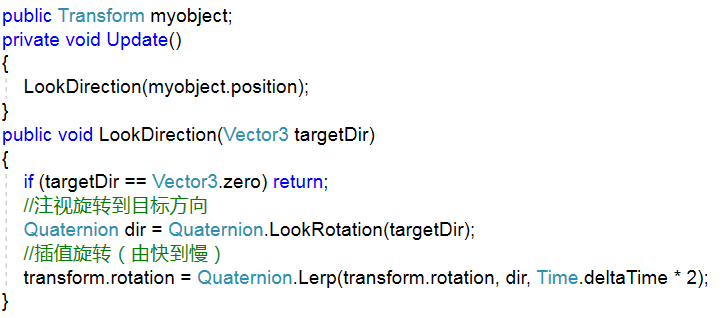 public Transform myobject;
private void Update()
{
    LookDirection(myobject.position);
}
public void LookDirection(Vector3 targetDir)
{
    if (targetDir == Vector3.zero) return;
    //注视旋转到目标方向
    Quaternion dir = Quaternion.LookRotation(targetDir);
    //插值旋转（由快到慢）
    transform.rotation = Quaternion.Lerp(transform.rotation, dir, Time.deltaTime * 2);
}